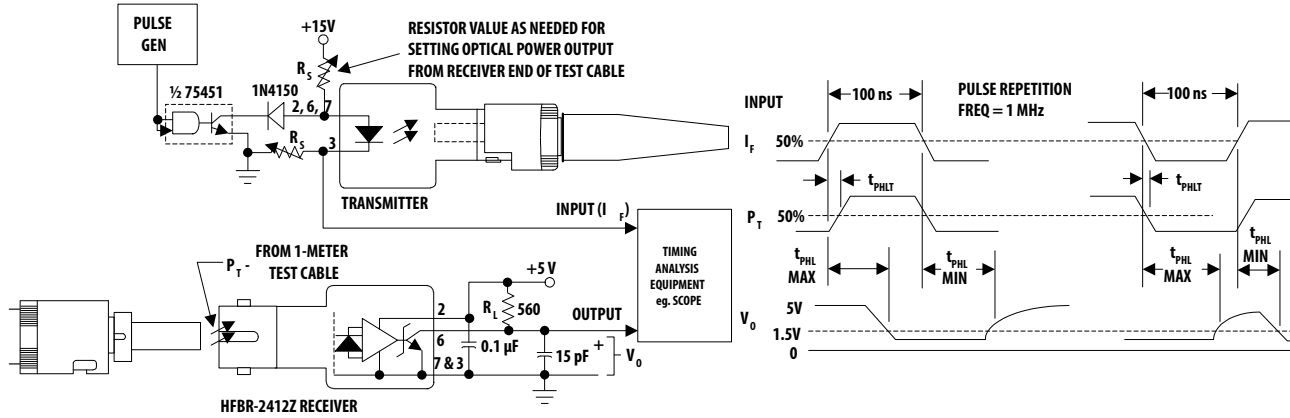 PULSE
GEN
+15V
R S
RESISTOR VALUE AS NEEDED FOR
SETTING OPTICAL POWER OUTPUT
FROM RECEIVER END OF TEST CABLE
½ 75451
1N4150
2, 6, 7
R S
3
TRANSMITTER
INPUT (I F)
TIMING
ANALYSIS
EQUIPMENT
eg. SCOPE
FROM 1-METER
TEST CABLE
P T -
+5 V
2
R L 560
OUTPUT
6
0.1 µF
7 & 3
15 pF
+
V O
–
HFBR-2412Z RECEIVER
INPUT
I F
50%
100 ns
PULSE REPETITION
FREQ = 1 MHz
100 ns
t PHLT
t PHLT
P T
50%
t PHL
MAX
t PHL
MIN
t PHL
MAX
t PHL
MIN
5V
V O
1.5V
0